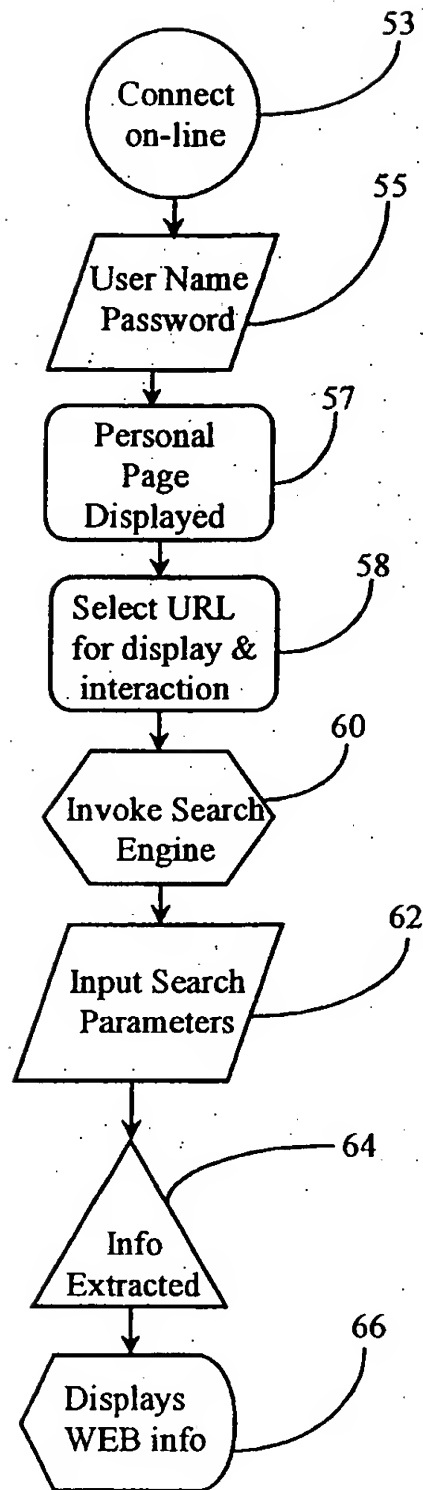 53
Connect
on-line
55
User Name
Password
57
Personal
Page
Displayed
58
Select URL
for display &
interaction
60
Invoke Search
Engine
62
Input Search
Parameters
64
Info
Extracted
66
Displays
WEB info